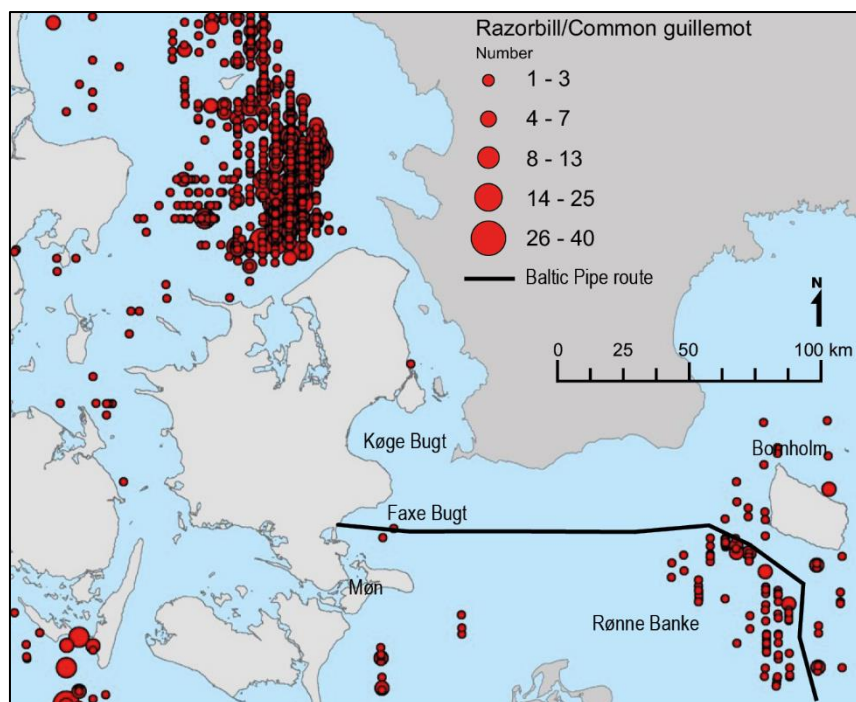 Razorbill/Common guillemot
Number
1 - 3
4 - 7
8 - 13
14 - 25
26 - 40
Baltic Pipe route
N
0 25 50 100 km
Køge Bugt
Bornholm
Faxe Bugt
Møn
Rønne Banke